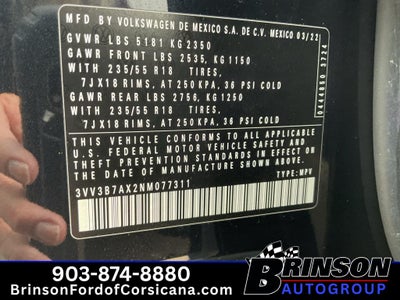 MFD BY VOLKSWAGEN DE MEXICO S.A. DE C.V. MEXICO 03/22
GVWR LBS 5181 KG 2350
GAWR FRONT LBS 2535, KG 1150
WITH 235/55 R18 TIRES,
7JX18 RIMS, AT 250 KPA, 36 PSI COLD
GAWR REAR LBS 2756, KG 1250
WITH 235/55 R18 TIRES,
7JX18 RIMS, AT 250 KPA, 36 PSI COLD
THIS VEHICLE CONFORMS TO ALL APPLICABLE
U.S. FEDERAL MOTOR VEHICLE SAFETY, BUMPER, AND
THEFT PREVENTION STANDARDS IN EFFECT ON THE
DATE OF MANUFACTURE SHOWN ABOVE.
3VV3B7AX2NM077311
TYPE: MPV
903-874-8880
BrinsonFordofCorsicana.com
BRINSON
AUTOGROUP